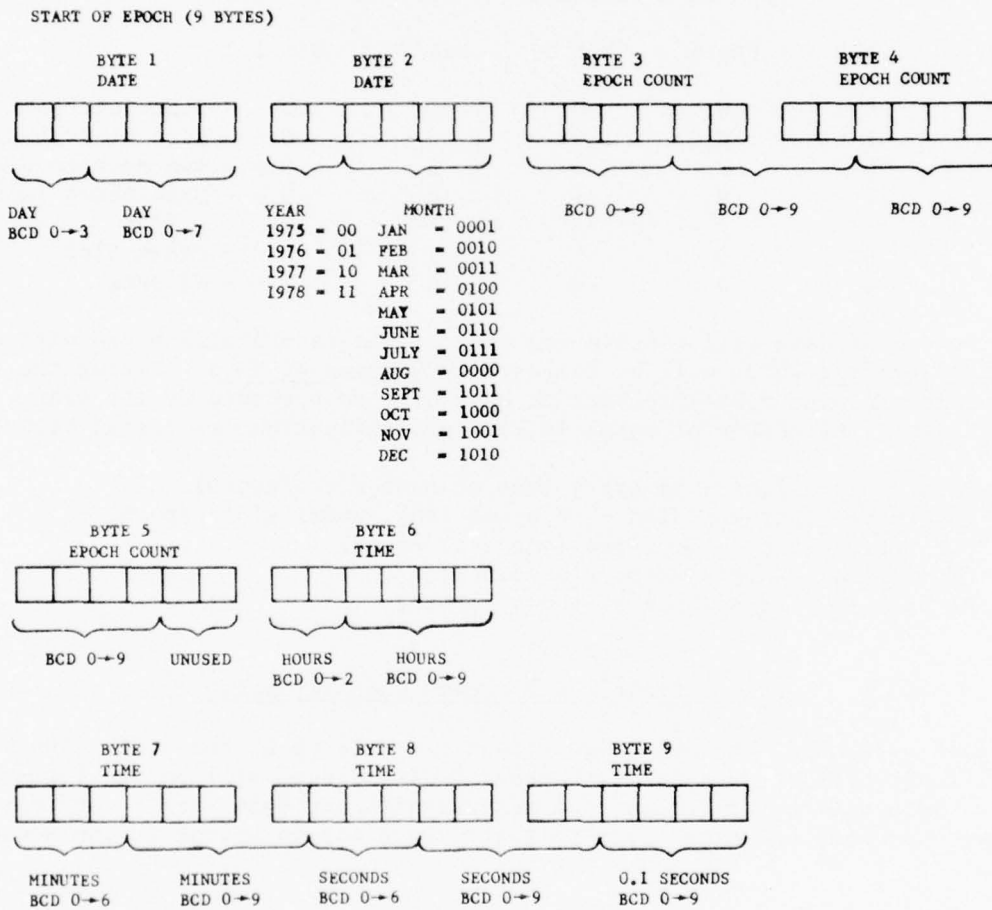 START OF EPOCH (9 BYTES)
BYTE 1
DATE
BYTE 2
DATE
BYTE 3
EPOCH COUNT
BYTE 4
EPOCH COUNT
DAY
BCD 0→3
DAY
BCD 0→7
YEAR
1975 = 00
1976 = 01
1977 = 10
1978 = 11
MONTH
JAN = 0001
FEB = 0010
MAR = 0011
APR = 0100
MAY = 0101
JUNE = 0110
JULY = 0111
AUG = 0000
SEPT = 1011
OCT = 1000
NOV = 1001
DEC = 1010
BCD 0→9
BCD 0→9
BCD 0→9
BYTE 5
EPOCH COUNT
BYTE 6
TIME
BCD 0→9
UNUSED
HOURS
BCD 0→2
HOURS
BCD 0→9
BYTE 7
TIME
BYTE 8
TIME
BYTE 9
TIME
MINUTES
BCD 0→6
MINUTES
BCD 0→9
SECONDS
BCD 0→6
SECONDS
BCD 0→9
0.1 SECONDS
BCD 0→9